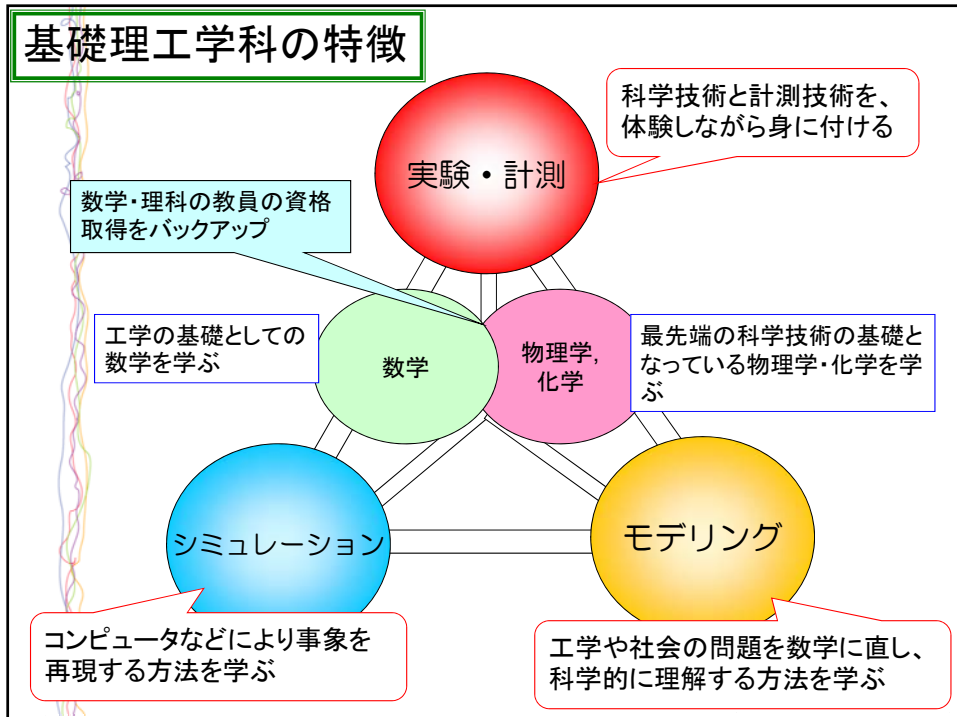 基礎理工学科の特徴
科学技術と計測技術を、
体験しながら身に付ける
実験・計測
数学・理科の教員の資格
取得をバックアップ
工学の基礎としての
数学を学ぶ
数学
物理学,
化学
最先端の科学技術の基礎と
なっている物理学・化学を学
ぶ
シミュレーション
モデリング
コンピュータなどにより事象を
再現する方法を学ぶ
工学や社会の問題を数学に直し、
科学的に理解する方法を学ぶ